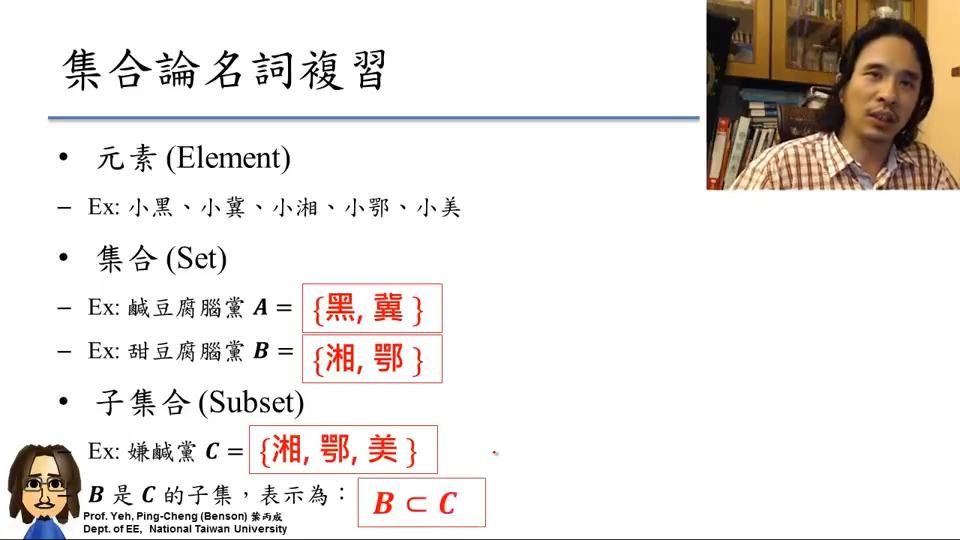 集合論名詞複習
• 元素 (Element)
– Ex: 小黑、小冀、小湘、小鄂、小美
• 集合 (Set)
– Ex: 鹹豆腐腦黨 A = {黑, 冀 }
– Ex: 甜豆腐腦黨 B = {湘, 鄂 }
• 子集合 (Subset)
– Ex: 嫌鹹黨 C = {湘, 鄂, 美 }
– B 是 C 的子集，表示為： B ⊂ C
Prof. Yeh, Ping-Cheng (Benson) 葉丙成
Dept. of EE, National Taiwan University